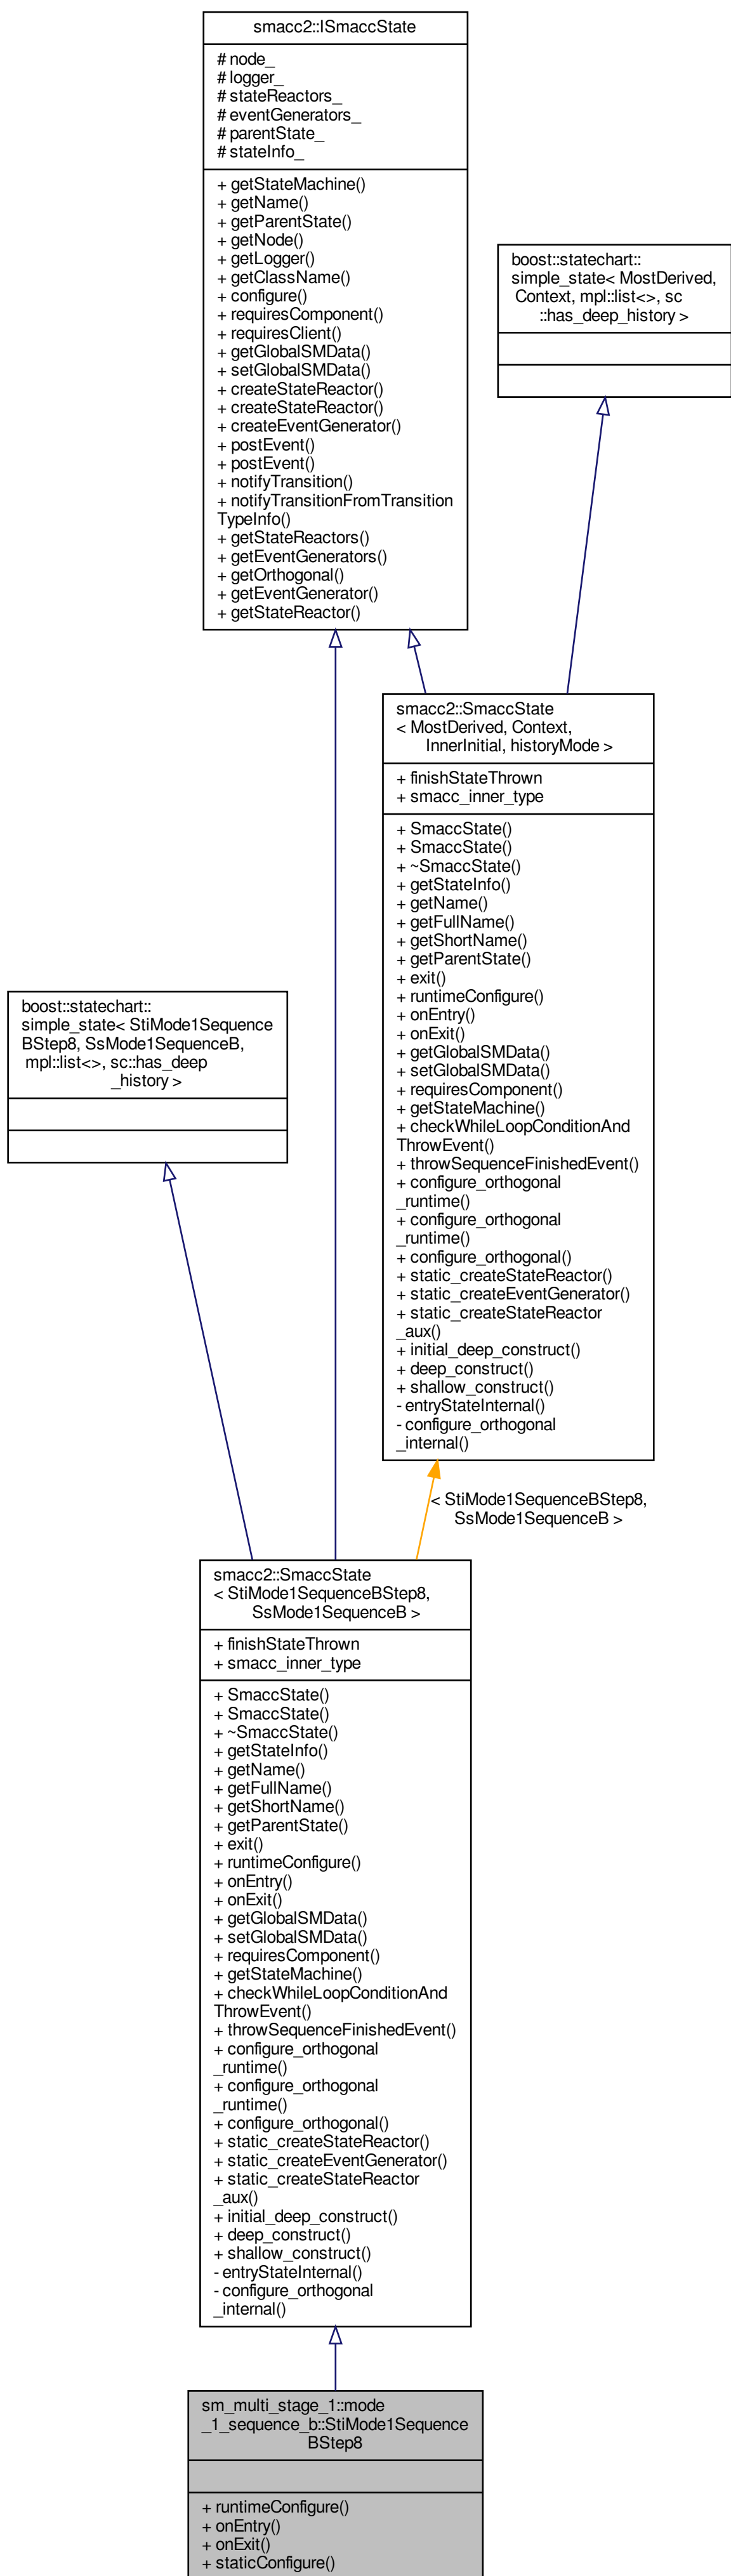 smacc2::ISmaccState
# node_
# logger_
# stateReactors_
# eventGenerators_
# parentState_
# stateInfo_
+ getStateMachine()
+ getName()
+ getParentState()
+ getNode()
+ getLogger()
+ getClassName()
+ configure()
+ requiresComponent()
+ requiresClient()
+ getGlobalSMData()
+ setGlobalSMData()
+ createStateReactor()
+ createStateReactor()
+ createEventGenerator()
+ postEvent()
+ postEvent()
+ notifyTransition()
+ notifyTransitionFromTransition
TypeInfo()
+ getStateReactors()
+ getEventGenerators()
+ getOrthogonal()
+ getEventGenerator()
+ getStateReactor()
boost::statechart::
simple_state< MostDerived,
Context, mpl::list<>, sc
::has_deep_history >
smacc2::SmaccState
< MostDerived, Context,
InnerInitial, historyMode >
+ finishStateThrown
+ smacc_inner_type
+ SmaccState()
+ SmaccState()
+ ~SmaccState()
+ getStateInfo()
+ getName()
+ getFullName()
+ getShortName()
+ getParentState()
+ exit()
+ runtimeConfigure()
+ onEntry()
+ onExit()
+ getGlobalSMData()
+ setGlobalSMData()
+ requiresComponent()
+ getStateMachine()
+ checkWhileLoopConditionAnd
ThrowEvent()
+ throwSequenceFinishedEvent()
+ configure_orthogonal
_runtime()
+ configure_orthogonal
_runtime()
+ configure_orthogonal()
+ static_createStateReactor()
+ static_createEventGenerator()
+ static_createStateReactor
_aux()
+ initial_deep_construct()
+ deep_construct()
+ shallow_construct()
- entryStateInternal()
- configure_orthogonal
_internal()
boost::statechart::
simple_state< StiMode1Sequence
BStep8, SsMode1SequenceB,
mpl::list<>, sc::has_deep
_history >
< StiMode1SequenceBStep8,
SsMode1SequenceB >
smacc2::SmaccState
< StiMode1SequenceBStep8,
SsMode1SequenceB >
+ finishStateThrown
+ smacc_inner_type
+ SmaccState()
+ SmaccState()
+ ~SmaccState()
+ getStateInfo()
+ getName()
+ getFullName()
+ getShortName()
+ getParentState()
+ exit()
+ runtimeConfigure()
+ onEntry()
+ onExit()
+ getGlobalSMData()
+ setGlobalSMData()
+ requiresComponent()
+ getStateMachine()
+ checkWhileLoopConditionAnd
ThrowEvent()
+ throwSequenceFinishedEvent()
+ configure_orthogonal
_runtime()
+ configure_orthogonal
_runtime()
+ configure_orthogonal()
+ static_createStateReactor()
+ static_createEventGenerator()
+ static_createStateReactor
_aux()
+ initial_deep_construct()
+ deep_construct()
+ shallow_construct()
- entryStateInternal()
- configure_orthogonal
_internal()
sm_multi_stage_1::mode
_1_sequence_b::StiMode1Sequence
BStep8
+ runtimeConfigure()
+ onEntry()
+ onExit()
+ staticConfigure()